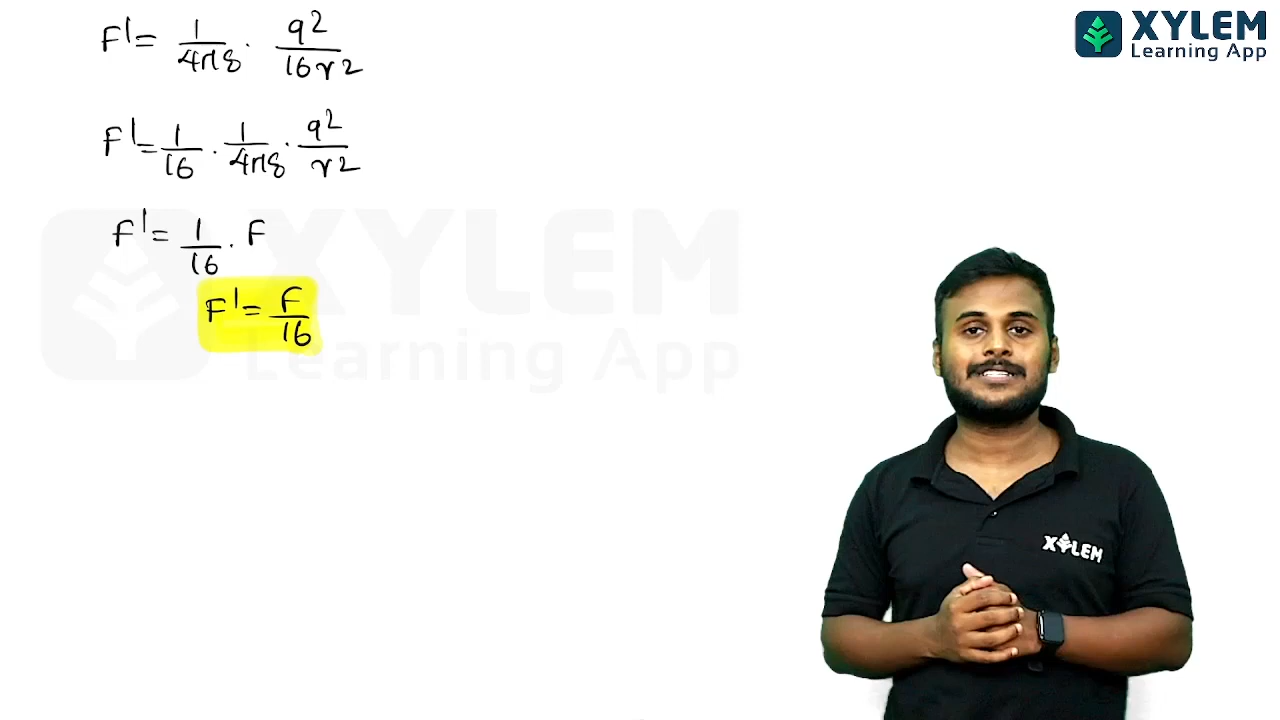 F' = 1/4πε · q2/16r2
F' = 1/16 · 1/4πε · q2/r2
F' = 1/16 · F
F' = F/16
XYLEM
Learning App
XYLEM
Learning App
XYLEM